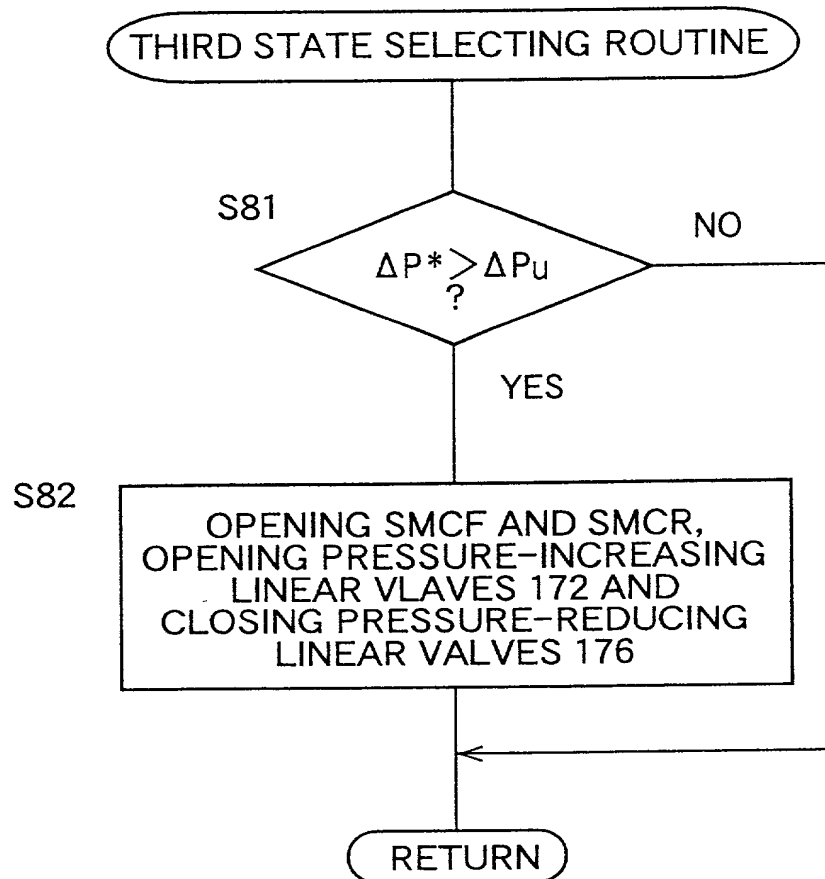 THIRD STATE SELECTING ROUTINE
S81
NO
ΔP* > ΔPu
?
YES
S82
OPENING SMCF AND SMCR,
OPENING PRESSURE-INCREASING
LINEAR VLAVES 172 AND
CLOSING PRESSURE-REDUCING
LINEAR VALVES 176
RETURN